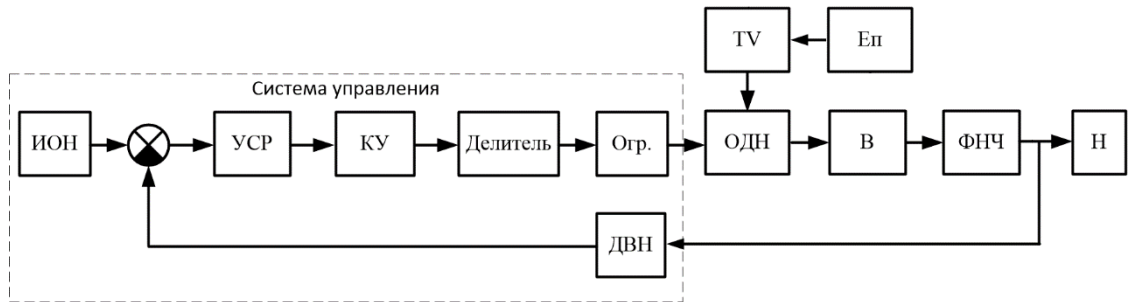 TV
Еп
Система управления
ИОН
УСР
КУ
Делитель
Огр.
ОДН
В
ФНЧ
Н
ДВН